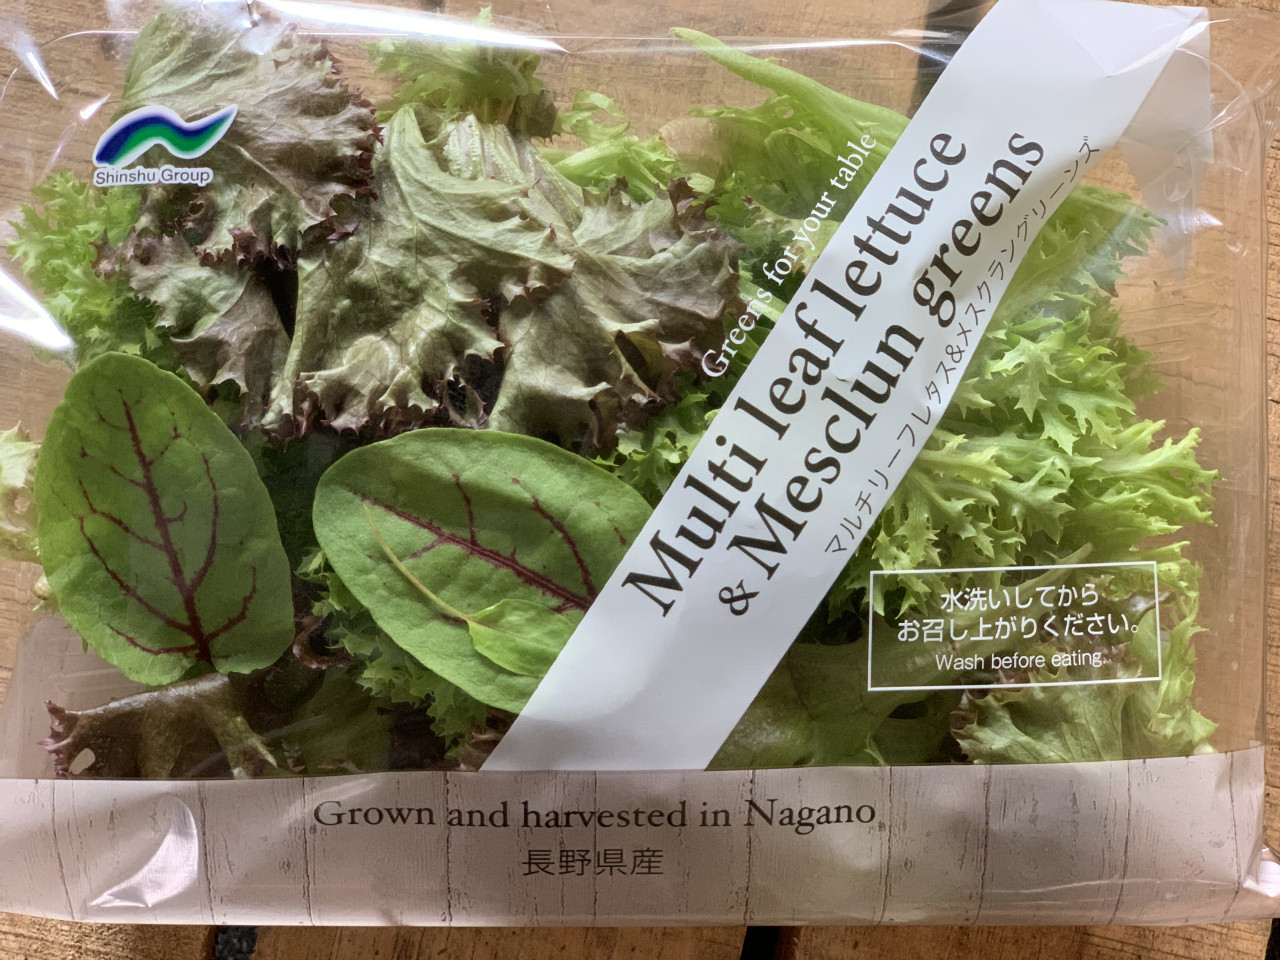 Shinshu Group
Greens for your table
Multi leaf lettuce
& Mesclun greens
マルチリーフレタス&メスクラングリーンズ
水洗いしてから
お召し上がりください。
Wash before eating.
Grown and harvested in Nagano
長野県産